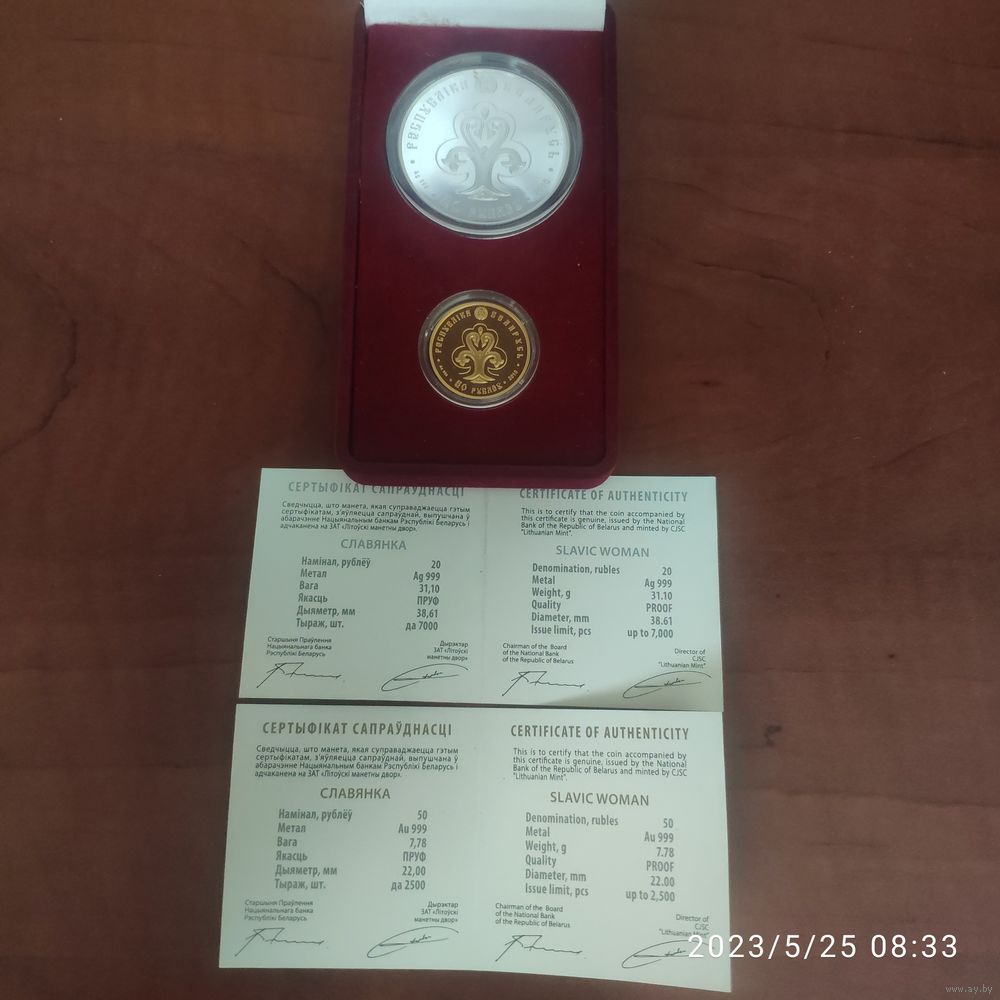 РЭСПУБЛІКА БЕЛАРУСЬ
РЭСПУБЛІКА БЕЛАРУСЬ
50 РУБЛЁЎ
СЕРТЫФІКАТ САПРАЎДНАСЦІ
Сведчыцца, што манета, якая суправаджаецца гэтым
сертыфікатам, з'яўляецца сапраўднай, выпушчана ў
абарачэнне Нацыянальным банкам Рэспублікі Беларусь і
адчаканена на ЗАТ «Літоўскі манетны двор».
СЛАВЯНКА
Намінал, рублёў 20
Метал Ag 999
Вага 31,10
Якасць ПРУФ
Дыяметр, мм 38,61
Тыраж, шт. да 7000
Старшыня Праўлення
Нацыянальнага банка
Рэспублікі Беларусь
Дырэктар
ЗАТ «Літоўскі
манетны двор»
CERTIFICATE OF AUTHENTICITY
This is to certify that the coin accompanied by
this certificate is genuine, issued by the National
Bank of the Republic of Belarus and minted by CJSC
"Lithuanian Mint".
SLAVIC WOMAN
Denomination, rubles 20
Metal Ag 999
Weight, g 31.10
Quality PROOF
Diameter, mm 38.61
Issue limit, pcs up to 7,000
Chairman of the Board
of the National Bank
of the Republic of Belarus
Director of
CJSC
"Lithuanian Mint"
СЕРТЫФІКАТ САПРАЎДНАСЦІ
Сведчыцца, што манета, якая суправаджаецца гэтым
сертыфікатам, з'яўляецца сапраўднай, выпушчана ў
абарачэнне Нацыянальным банкам Рэспублікі Беларусь і
адчаканена на ЗАТ «Літоўскі манетны двор».
СЛАВЯНКА
Намінал, рублёў 50
Метал Au 999
Вага 7,78
Якасць ПРУФ
Дыяметр, мм 22,00
Тыраж, шт. да 2500
Старшыня Праўлення
Нацыянальнага банка
Рэспублікі Беларусь
Дырэктар
ЗАТ «Літоўскі
манетны двор»
CERTIFICATE OF AUTHENTICITY
This is to certify that the coin accompanied by
this certificate is genuine, issued by the National
Bank of the Republic of Belarus and minted by CJSC
"Lithuanian Mint".
SLAVIC WOMAN
Denomination, rubles 50
Metal Au 999
Weight, g 7.78
Quality PROOF
Diameter, mm 22.00
Issue limit, pcs up to 2,500
Chairman of the Board
of the National Bank
of the Republic of Belarus
Director of
CJSC
"Lithuanian Mint"
2023/5/25 08:33
www.ay.by